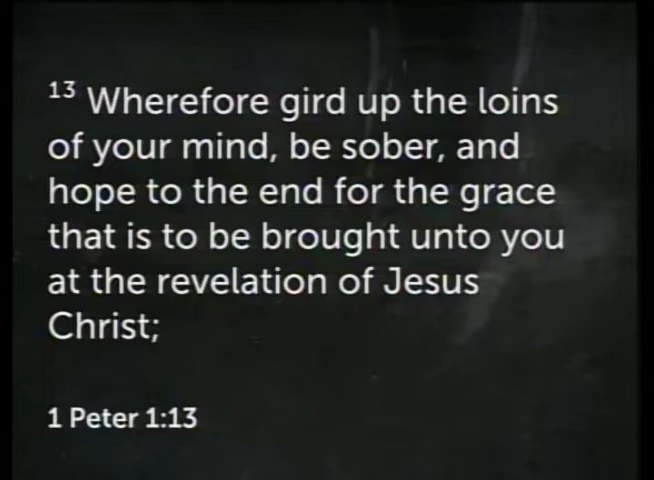 13 Wherefore gird up the loins
of your mind, be sober, and
hope to the end for the grace
that is to be brought unto you
at the revelation of Jesus
Christ;
1 Peter 1:13